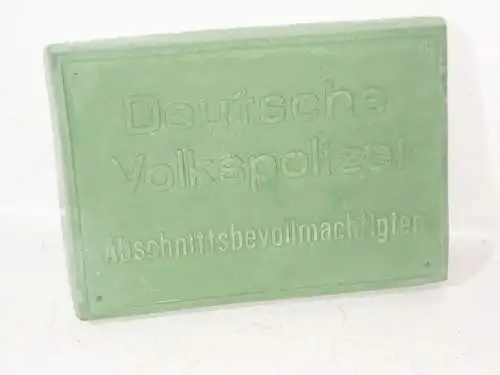 Deutsche
Volkspolizei
Abschnittsbevollmächtigter